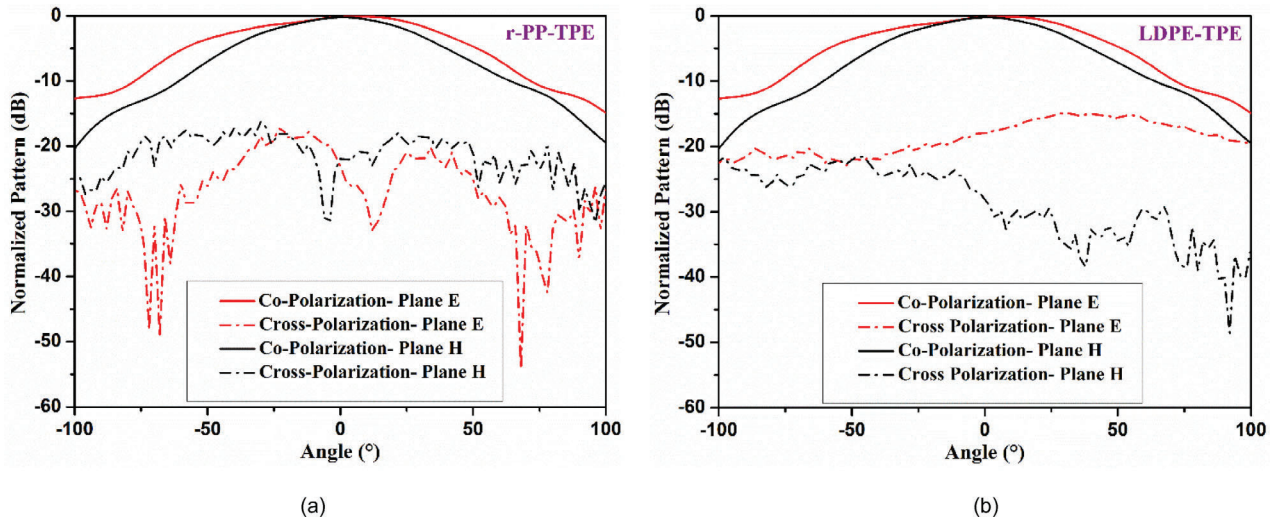 r-PP-TPE
0
-10
-20
-30
-40
-50
-60
Normalized Pattern (dB)
Co-Polarization- Plane E
Cross-Polarization- Plane E
Co-Polarization- Plane H
Cross-Polarization- Plane H
-100
-50
0
50
100
Angle (°)
(a)
LDPE-TPE
0
-10
-20
-30
-40
-50
-60
Normalized Pattern (dB)
Co-Polarization- Plane E
Cross Polarization- Plane E
Co-Polarization- Plane H
Cross Polarization- Plane H
-100
-50
0
50
100
Angle (°)
(b)